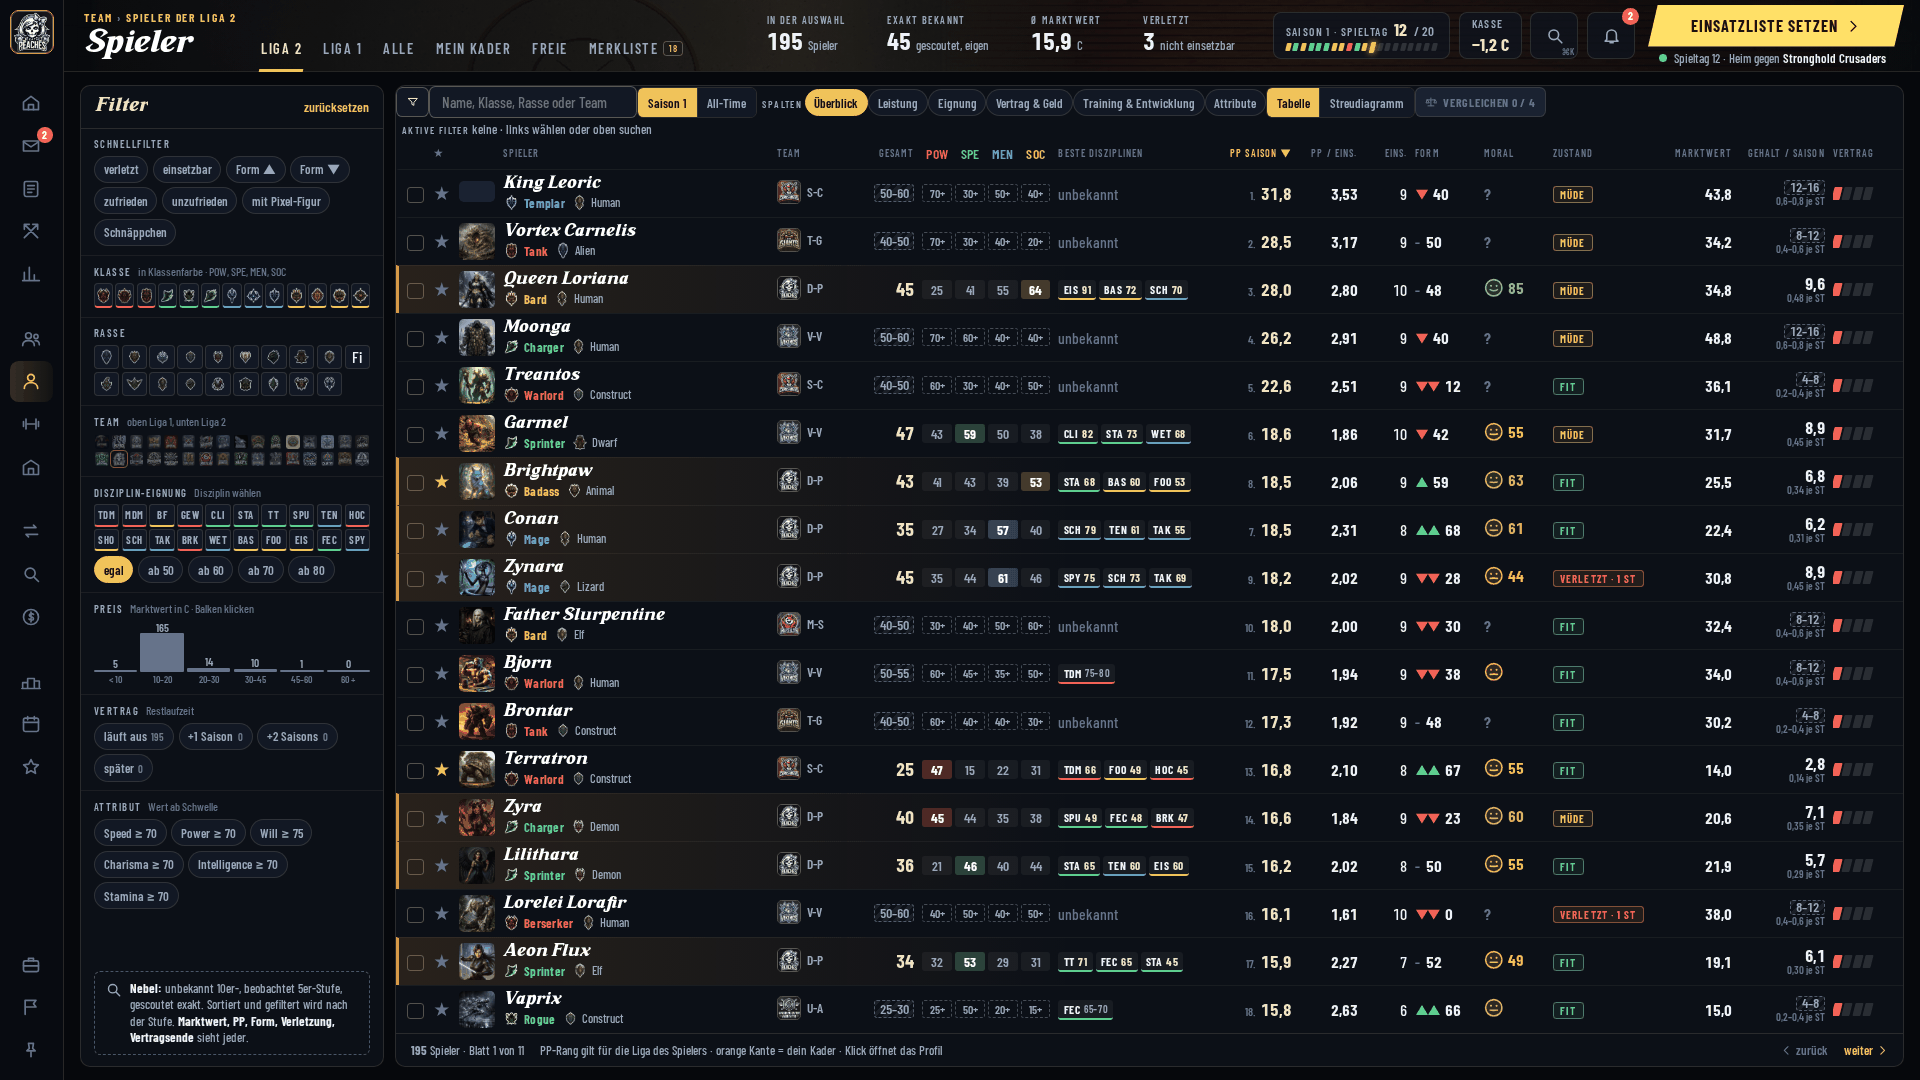 TEAM › SPIELER DER LIGA 2
Spieler
LIGA 2 LIGA 1 ALLE MEIN KADER FREIE MERKLISTE 18
IN DER AUSWAHL
195 Spieler
EXAKT BEKANNT
45 gescoutet, eigen
Ø MARKTWERT
15,9 C
VERLETZT
3 nicht einsetzbar
SAISON 1 · SPIELTAG 12 / 20
KASSE
−1,2 C
⌘K
2
EINSATZLISTE SETZEN
Spieltag 12 · Heim gegen Stronghold Crusaders
2
Filter zurücksetzen
SCHNELLFILTER
verletzt einsetzbar Form ▲ Form ▼
zufrieden unzufrieden mit Pixel-Figur
Schnäppchen
KLASSE in Klassenfarbe · POW, SPE, MEN, SOC
RASSE
Fi
TEAM oben Liga 1, unten Liga 2
DISZIPLIN-EIGNUNG Disziplin wählen
TDM MDM BF GEW CLI STA TT SPU TEN HOC
SHO SCH TAK BRK WET BAS FOO EIS FEC SPY
egal ab 50 ab 60 ab 70 ab 80
PREIS Marktwert in C · Balken klicken
5 165 14 10 1 0
<10 10–20 20–30 30–45 45–60 60+
VERTRAG Restlaufzeit
läuft aus 195 +1 Saison 0 +2 Saisons 0
später 0
ATTRIBUT Wert ab Schwelle
Speed ≥ 70 Power ≥ 70 Will ≥ 75
Charisma ≥ 70 Intelligence ≥ 70
Stamina ≥ 70
Nebel: unbekannt 10er-, beobachtet 5er-Stufe,
gescoutet exakt. Sortiert und gefiltert wird nach
der Stufe. Marktwert, PP, Form, Verletzung,
Vertragsende sieht jeder.
Name, Klasse, Rasse oder Team Saison 1 All-Time SPALTEN Überblick Leistung Eignung Vertrag & Geld Training & Entwicklung Attribute Tabelle Streudiagramm VERGLEICHEN 0 / 4
AKTIVE FILTER keine · links wählen oder oben suchen
★ SPIELER TEAM GESAMT POW SPE MEN SOC BESTE DISZIPLINEN PP SAISON ▼ PP / EINS. EINS. FORM MORAL ZUSTAND MARKTWERT GEHALT / SAISON VERTRAG
King Leoric S-C 50–60 70+ 30+ 50+ 40+ unbekannt 1. 31,8 3,53 9 ▼ 40 ? MÜDE 43,8 12–16
Templar Human 0,6–0,8 je ST
Vortex Carnelis T-G 40–50 70+ 30+ 40+ 20+ unbekannt 2. 28,5 3,17 9 – 50 ? MÜDE 34,2 8–12
Tank Alien 0,4–0,6 je ST
Queen Loriana D-P 45 25 41 55 64 EIS 91 BAS 72 SCH 70 3. 28,0 2,80 10 – 48 85 MÜDE 34,8 9,6
Bard Human 0,48 je ST
Moonga V-V 50–60 70+ 60+ 40+ 40+ unbekannt 4. 26,2 2,91 9 ▼ 40 ? MÜDE 48,8 12–16
Charger Human 0,6–0,8 je ST
Treantos S-C 40–50 60+ 30+ 40+ 50+ unbekannt 5. 22,6 2,51 9 ▼▼ 12 ? FIT 36,1 4–8
Warlord Construct 0,2–0,4 je ST
Garmel V-V 47 43 59 50 38 CLI 82 STA 73 WET 68 6. 18,6 1,86 10 ▼ 42 55 MÜDE 31,7 8,9
Sprinter Dwarf 0,45 je ST
Brightpaw D-P 43 41 43 39 53 STA 68 BAS 60 FOO 53 8. 18,5 2,06 9 ▲ 59 63 FIT 25,5 6,8
Badass Animal 0,34 je ST
Conan D-P 35 27 34 57 40 SCH 79 TEN 61 TAK 55 7. 18,5 2,31 8 ▲▲ 68 61 FIT 22,4 6,2
Mage Human 0,31 je ST
Zynara D-P 45 35 44 61 46 SPY 75 SCH 73 TAK 69 9. 18,2 2,02 9 ▼▼ 28 44 VERLETZT · 1 ST 30,8 8,9
Mage Lizard 0,45 je ST
Father Slurpentine M-S 40–50 30+ 40+ 50+ 60+ unbekannt 10. 18,0 2,00 9 ▼▼ 30 ? FIT 32,4 8–12
Bard Elf 0,4–0,6 je ST
Bjorn V-V 50–55 60+ 45+ 35+ 50+ TDM 75–80 11. 17,5 1,94 9 ▼▼ 38 FIT 34,0 8–12
Warlord Human 0,4–0,6 je ST
Brontar T-G 40–50 60+ 40+ 40+ 30+ unbekannt 12. 17,3 1,92 9 – 48 ? FIT 30,2 4–8
Tank Construct 0,2–0,4 je ST
Terratron S-C 25 47 15 22 31 TDM 66 FOO 49 HOC 45 13. 16,8 2,10 8 ▲▲ 67 55 FIT 14,0 2,8
Warlord Construct 0,14 je ST
Zyra D-P 40 45 44 35 38 SPU 49 FEC 48 BRK 47 14. 16,6 1,84 9 ▼▼ 23 60 MÜDE 20,6 7,1
Charger Demon 0,35 je ST
Lilithara D-P 36 21 46 40 44 STA 65 TEN 60 EIS 60 15. 16,2 2,02 8 – 50 55 FIT 21,9 5,7
Sprinter Demon 0,29 je ST
Lorelei Lorafir V-V 50–60 40+ 50+ 50+ 50+ unbekannt 16. 16,1 1,61 10 ▼▼ 0 ? VERLETZT · 1 ST 38,0 8–12
Berserker Human 0,4–0,6 je ST
Aeon Flux D-P 34 32 53 29 31 TT 71 FEC 65 STA 45 17. 15,9 2,27 7 – 52 49 FIT 19,1 6,1
Sprinter Elf 0,30 je ST
Vaprix U-A 25–30 25+ 50+ 20+ 15+ FEC 65–70 18. 15,8 2,63 6 ▲▲ 66 FIT 15,0 4–8
Rogue Construct 0,2–0,4 je ST
195 Spieler · Blatt 1 von 11 PP-Rang gilt für die Liga des Spielers · orange Kante = dein Kader · Klick öffnet das Profil zurück weiter